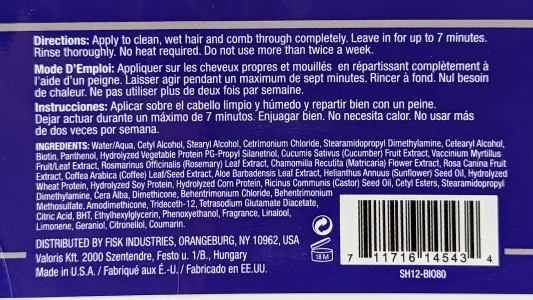 Directions: Apply to clean, wet hair and comb through completely. Leave in for up to 7 minutes.
Rinse thoroughly. No heat required. Do not use more than twice a week.
Mode D'Emploi: Appliquer sur les cheveux propres et mouillés en répartissant complètement à
l'aide d'un peigne. Laisser agir pendant un maximum de sept minutes. Rincer à fond. Nul besoin
de chaleur. Ne pas utiliser plus de deux fois par semaine.
Instrucciones: Aplicar sobre el cabello limpio y húmedo y repartir bien con un peine.
Dejar actuar durante un máximo de 7 minutos. Enjuagar bien. No necesita calor. No usar más
de dos veces por semana.
INGREDIENTS: Water/Aqua, Cetyl Alcohol, Stearyl Alcohol, Cetrimonium Chloride, Stearamidopropyl Dimethylamine, Cetearyl Alcohol,
Biotin, Panthenol, Hydrolyzed Vegetable Protein PG-Propyl Silanetriol, Cucumis Sativus (Cucumber) Fruit Extract, Vaccinium Myrtillus
Fruit/Leaf Extract, Rosmarinus Officinalis (Rosemary) Leaf Extract, Chamomilla Recutita (Matricaria) Flower Extract, Rosa Canina Fruit
Extract, Coffea Arabica (Coffee) Leaf/Seed Extract, Aloe Barbadensis Leaf Extract, Helianthus Annuus (Sunflower) Seed Oil, Hydrolyzed
Wheat Protein, Hydrolyzed Soy Protein, Hydrolyzed Corn Protein, Ricinus Communis (Castor) Seed Oil, Cetyl Esters, Stearamidopropyl
Dimethylamine, Cera Alba, Dimethicone, Behentrimonium Chloride, Behentrimonium
Methosulfate, Amodimethicone, Trideceth-12, Tetrasodium Glutamate Diacetate,
Citric Acid, BHT, Ethylhexylglycerin, Phenoxyethanol, Fragrance, Linalool,
Limonene, Geraniol, Citronellol, Coumarin.
DISTRIBUTED BY FISK INDUSTRIES, ORANGEBURG, NY 10962, USA
Valoris Kft. 2000 Szentendre, Festo u. 1/B., Hungary
Made in U.S.A. / Fabriqué aux É.-U. / Fabricado en EE.UU.
18 M
7 11716 14543 4
SH12-BIO80